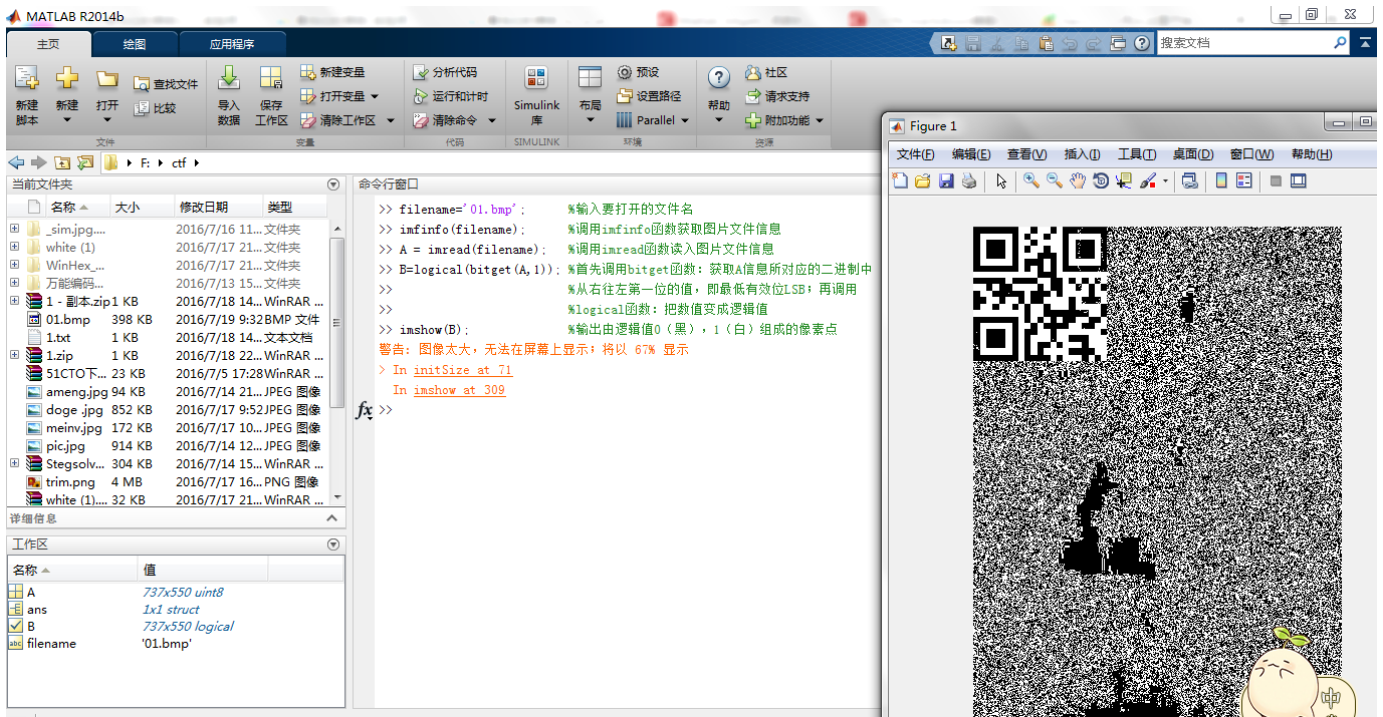 MATLAB R2014b
主页 绘图 应用程序
搜索文档
新建脚本 新建 打开 查找文件 比较
导入数据 保存工作区 新建变量 打开变量 清除工作区
分析代码 运行和计时 清除命令
Simulink 库
布局 预设 设置路径 Parallel
帮助 社区 请求支持 附加功能
文件 变量 代码 SIMULINK 环境 资源
F: ctf
当前文件夹
名称 大小 修改日期 类型
_sim.jpg.... 2016/7/16 11... 文件夹
white (1) 2016/7/17 21... 文件夹
WinHex_... 2016/7/17 21... 文件夹
万能编码... 2016/7/13 15... 文件夹
1 - 副本.zip 1 KB 2016/7/18 14... WinRAR ...
01.bmp 398 KB 2016/7/19 9:32 BMP 文件
1.txt 1 KB 2016/7/18 14... 文本文档
1.zip 1 KB 2016/7/18 22... WinRAR ...
51CTO下... 23 KB 2016/7/5 17:28 WinRAR ...
ameng.jpg 94 KB 2016/7/14 21... JPEG 图像
doge .jpg 852 KB 2016/7/17 9:52 JPEG 图像
meinv.jpg 172 KB 2016/7/17 10... JPEG 图像
pic.jpg 914 KB 2016/7/14 12... JPEG 图像
Stegsolv... 304 KB 2016/7/14 15... WinRAR ...
trim.png 4 MB 2016/7/17 16... PNG 图像
white (1).... 32 KB 2016/7/17 21... WinRAR ...
详细信息
工作区
名称 值
A 737x550 uint8
ans 1x1 struct
B 737x550 logical
filename '01.bmp'
命令行窗口
>> filename='01.bmp'; %输入要打开的文件名
>> imfinfo(filename); %调用imfinfo函数获取图片文件信息
>> A = imread(filename); %调用imread函数读入图片文件信息
>> B=logical(bitget(A,1)); %首先调用bitget函数：获取A信息所对应的二进制中
>> %从右往左第一位的值，即最低有效位LSB；再调用
>> %logical函数：把数值变成逻辑值
>> imshow(B); %输出由逻辑值0（黑），1（白）组成的像素点
警告: 图像太大，无法在屏幕上显示；将以 67% 显示
> In initSize at 71
In imshow at 309
fx >>
Figure 1
文件(F) 编辑(E) 查看(V) 插入(I) 工具(T) 桌面(D) 窗口(W) 帮助(H)
中